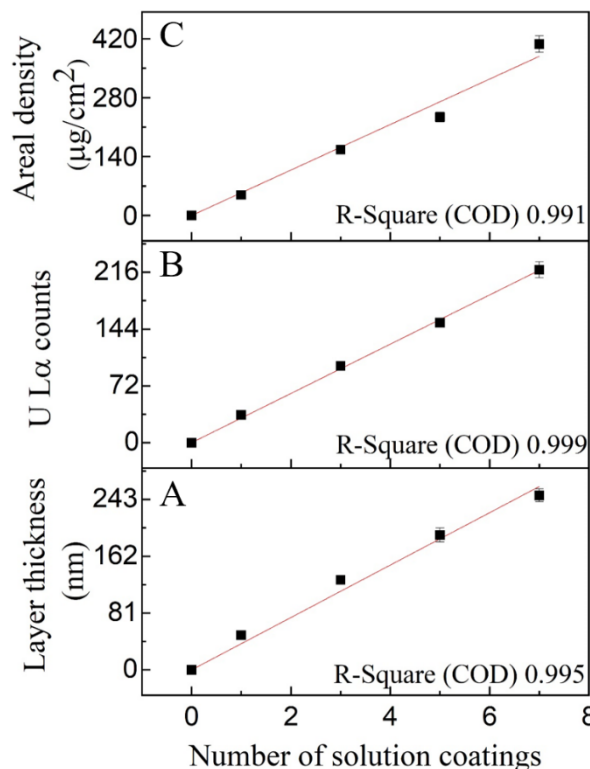 C
Areal density
(μg/cm²)
420
280
140
0
R-Square (COD) 0.991
B
U Lα counts
216
144
72
0
R-Square (COD) 0.999
A
Layer thickness
(nm)
243
162
81
0
R-Square (COD) 0.995
0 2 4 6 8
Number of solution coatings